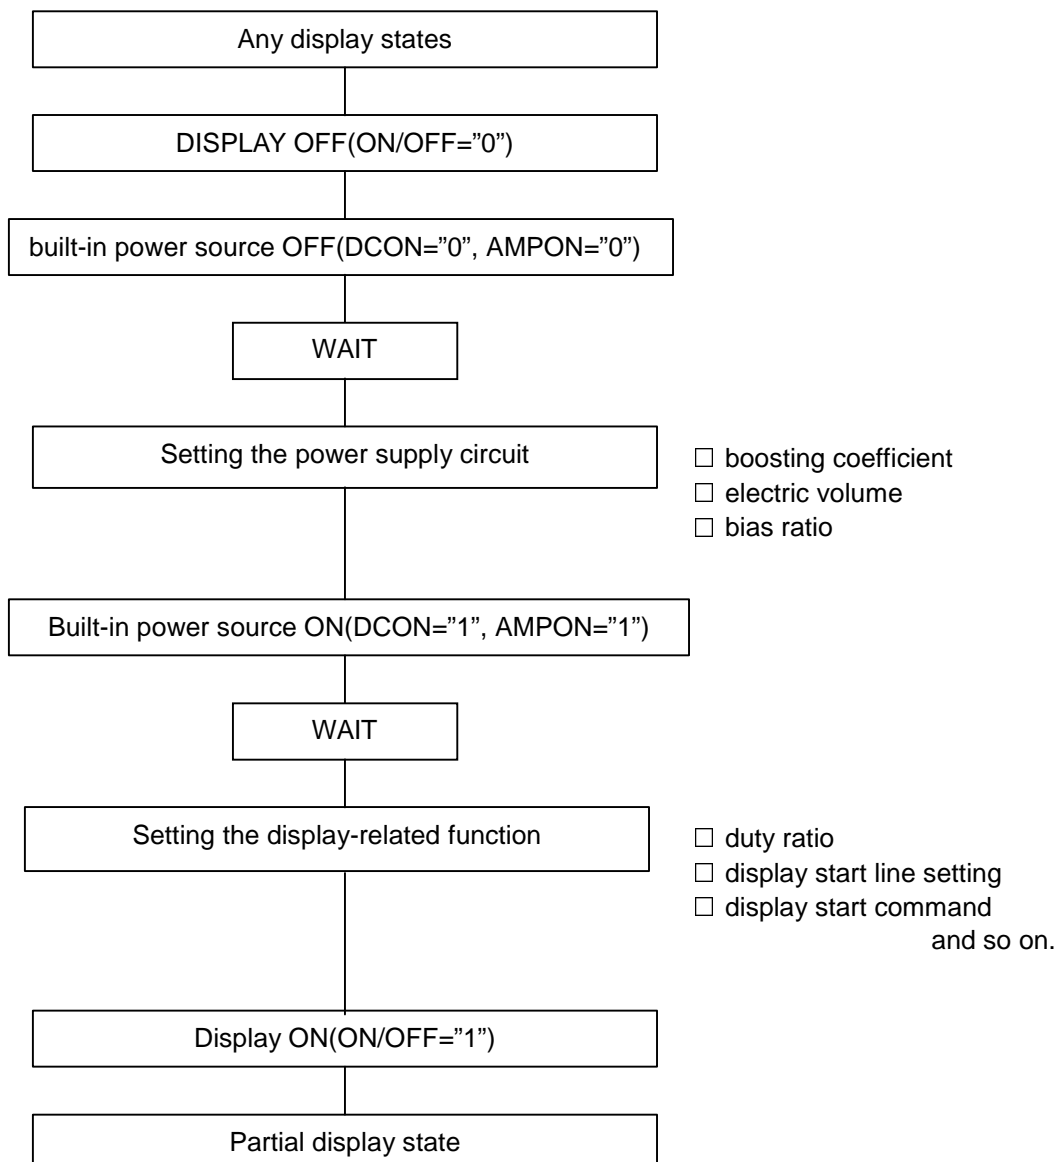 Any display states
DISPLAY OFF(ON/OFF=”0”)
built-in power source OFF(DCON=”0”, AMPON=”0”)
WAIT
Setting the power supply circuit
□ boosting coefficient
□ electric volume
□ bias ratio
Built-in power source ON(DCON=”1”, AMPON=”1”)
WAIT
Setting the display-related function
□ duty ratio
□ display start line setting
□ display start command
and so on.
Display ON(ON/OFF=”1”)
Partial display state